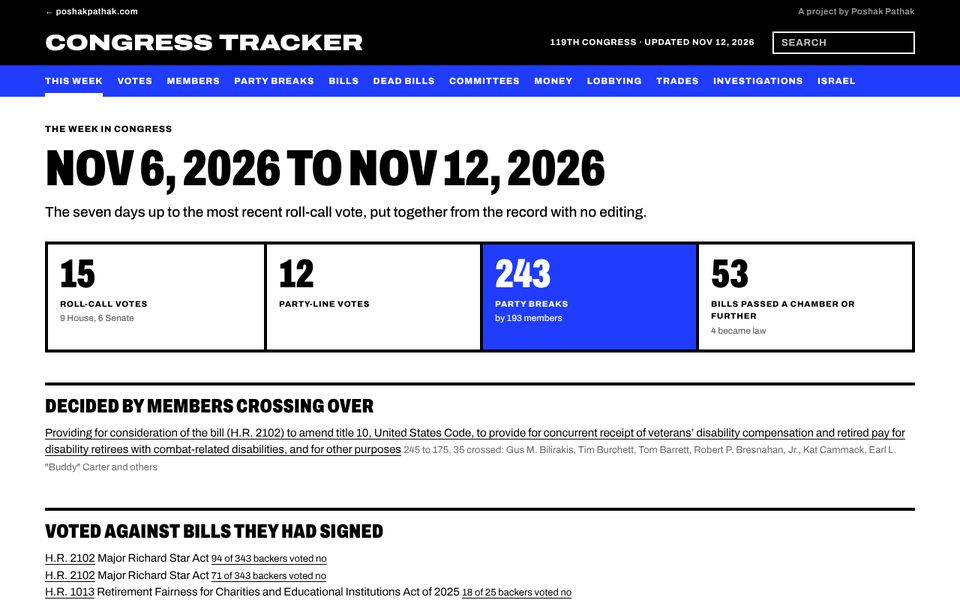 ← poshakpathak.com
A project by Poshak Pathak
CONGRESS TRACKER
119TH CONGRESS · UPDATED NOV 12, 2026
SEARCH
THIS WEEK VOTES MEMBERS PARTY BREAKS BILLS DEAD BILLS COMMITTEES MONEY LOBBYING TRADES INVESTIGATIONS ISRAEL
THE WEEK IN CONGRESS
NOV 6, 2026 TO NOV 12, 2026
The seven days up to the most recent roll-call vote, put together from the record with no editing.
15
ROLL-CALL VOTES
9 House, 6 Senate
12
PARTY-LINE VOTES
243
PARTY BREAKS
by 193 members
53
BILLS PASSED A CHAMBER OR
FURTHER
4 became law
DECIDED BY MEMBERS CROSSING OVER
Providing for consideration of the bill (H.R. 2102) to amend title 10, United States Code, to provide for concurrent receipt of veterans' disability compensation and retired pay for
disability retirees with combat-related disabilities, and for other purposes 245 to 175, 35 crossed: Gus M. Bilirakis, Tim Burchett, Tom Barrett, Robert P. Bresnahan, Jr., Kat Cammack, Earl L.
"Buddy" Carter and others
VOTED AGAINST BILLS THEY HAD SIGNED
H.R. 2102 Major Richard Star Act 94 of 343 backers voted no
H.R. 2102 Major Richard Star Act 71 of 343 backers voted no
H.R. 1013 Retirement Fairness for Charities and Educational Institutions Act of 2025 18 of 25 backers voted no